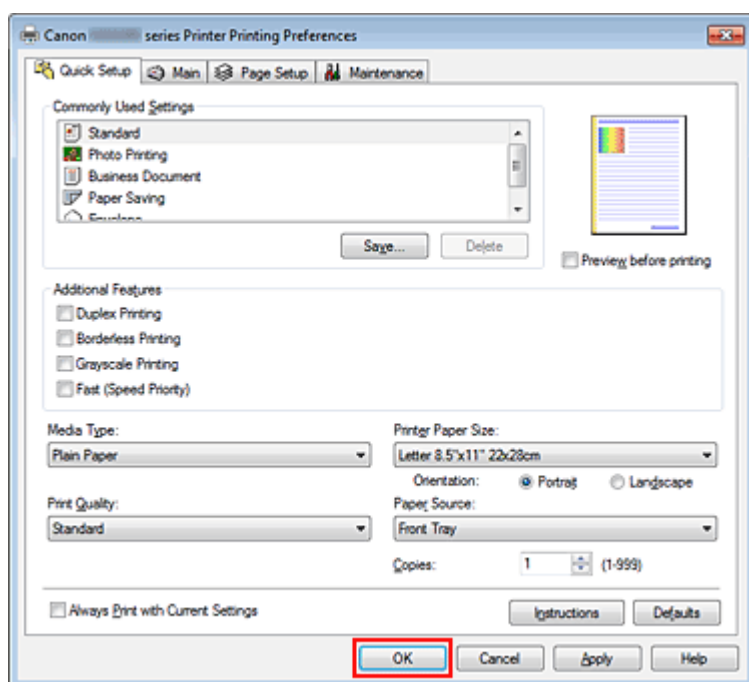 Canon series Printer Printing Preferences
Quick Setup Main Page Setup Maintenance
Commonly Used Settings
Standard
Photo Printing
Business Document
Paper Saving
Save... Delete
Preview before printing
Additional Features
Duplex Printing
Borderless Printing
Grayscale Printing
Fast (Speed Priority)
Media Type: Printer Paper Size:
Plain Paper Letter 8.5"x11" 22x28cm
Orientation: Portrait Landscape
Print Quality: Paper Source:
Standard Front Tray
Copies: 1 (1-999)
Always Print with Current Settings Instructions Defaults
OK Cancel Apply Help